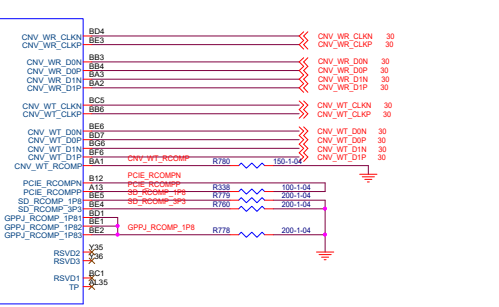 CNV_WR_CLKN BD4 CNV_WR_CLKN 30
CNV_WR_CLKP BE3 CNV_WR_CLKP 30
CNV_WR_D0N BB3 CNV_WR_D0N 30
CNV_WR_D0P BB4 CNV_WR_D0P 30
CNV_WR_D1N BA3 CNV_WR_D1N 30
CNV_WR_D1P BA2 CNV_WR_D1P 30
CNV_WT_CLKN BC5 CNV_WT_CLKN 30
CNV_WT_CLKP BB6 CNV_WT_CLKP 30
CNV_WT_D0N BE6 CNV_WT_D0N 30
CNV_WT_D0P BD7 CNV_WT_D0P 30
CNV_WT_D1N BG6 CNV_WT_D1N 30
CNV_WT_D1P BF6 CNV_WT_D1P 30
CNV_WT_RCOMP BA1 CNV_WT_RCOMP R780 150-1-04
PCIE_RCOMPN B12 PCIE_RCOMPN
PCIE_RCOMPP A13 PCIE_RCOMPP R338 100-1-04
SD_RCOMP_1P8 BE5 SD_RCOMP_1P8 R779 200-1-04
SD_RCOMP_3P3 BE4 SD_RCOMP_3P3 R760 200-1-04
GPPJ_RCOMP_1P81 BD1
GPPJ_RCOMP_1P82 BE1
GPPJ_RCOMP_1P83 BE2 GPPJ_RCOMP_1P8 R778 200-1-04
RSVD2 Y35
RSVD3 Y36
RSVD1 BC1
TP AL35